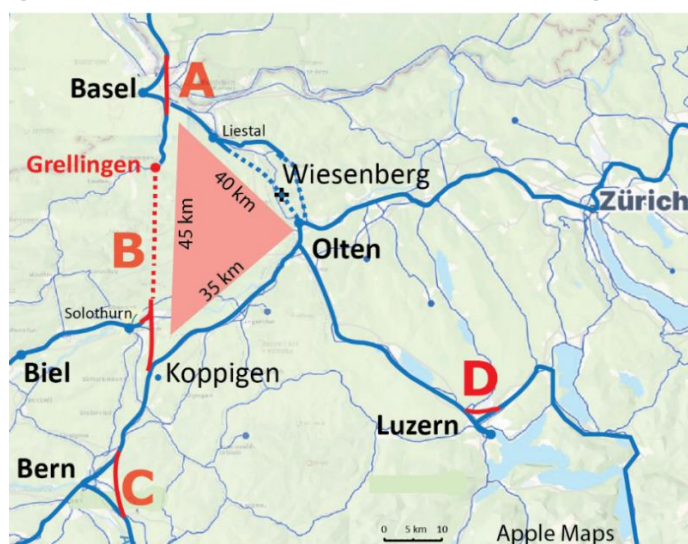 Basel
A
Liestal
Grellingen
Wiesenberg
40 km
Zürich
45 km
B
Olten
35 km
Solothurn
Biel
Koppigen
D
Luzern
Bern
C
0 5 km 10
Apple Maps